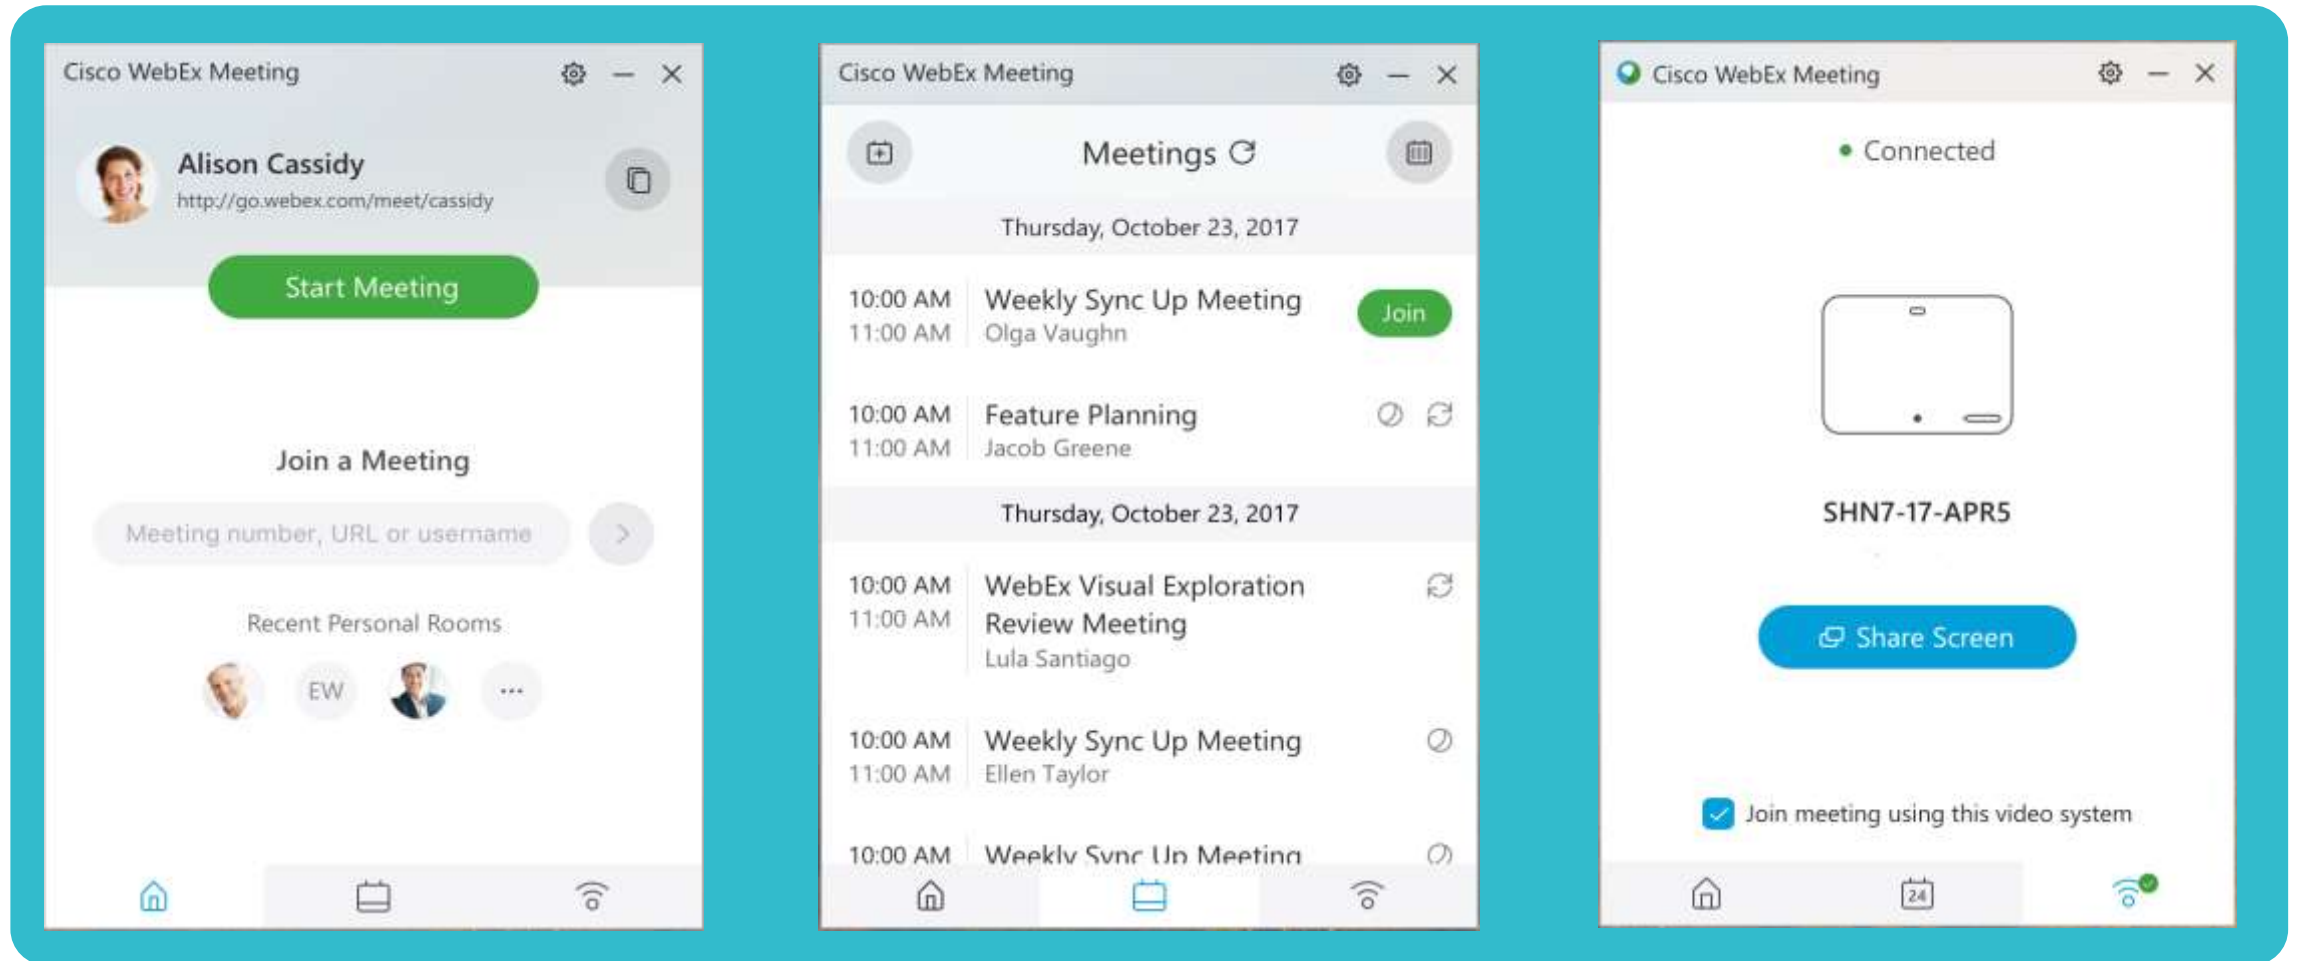 Cisco WebEx Meeting
Alison Cassidy
http://go.webex.com/meet/cassidy
Start Meeting
Join a Meeting
Meeting number, URL or username
Recent Personal Rooms
EW
Cisco WebEx Meeting
Meetings
Thursday, October 23, 2017
10:00 AM Weekly Sync Up Meeting
Join
11:00 AM Olga Vaughn
10:00 AM Feature Planning
11:00 AM Jacob Greene
Thursday, October 23, 2017
10:00 AM WebEx Visual Exploration
11:00 AM Review Meeting
Lula Santiago
10:00 AM Weekly Sync Up Meeting
11:00 AM Ellen Taylor
10:00 AM Weekly Sync Up Meeting
Cisco WebEx Meeting
Connected
SHN7-17-APR5
Share Screen
Join meeting using this video system
24